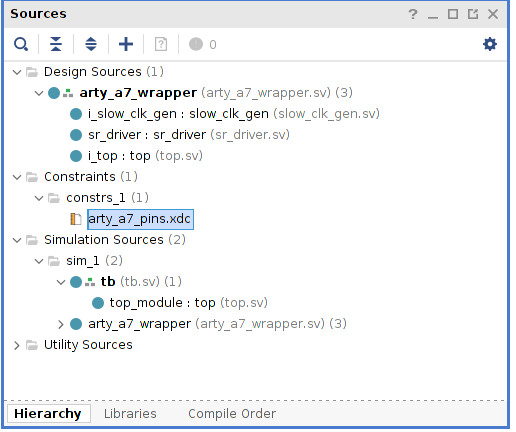 Sources
0
Design Sources (1)
arty_a7_wrapper (arty_a7_wrapper.sv) (3)
i_slow_clk_gen : slow_clk_gen (slow_clk_gen.sv)
sr_driver : sr_driver (sr_driver.sv)
i_top : top (top.sv)
Constraints (1)
constrs_1 (1)
arty_a7_pins.xdc
Simulation Sources (2)
sim_1 (2)
tb (tb.sv) (1)
top_module : top (top.sv)
arty_a7_wrapper (arty_a7_wrapper.sv) (3)
Utility Sources
Hierarchy Libraries Compile Order